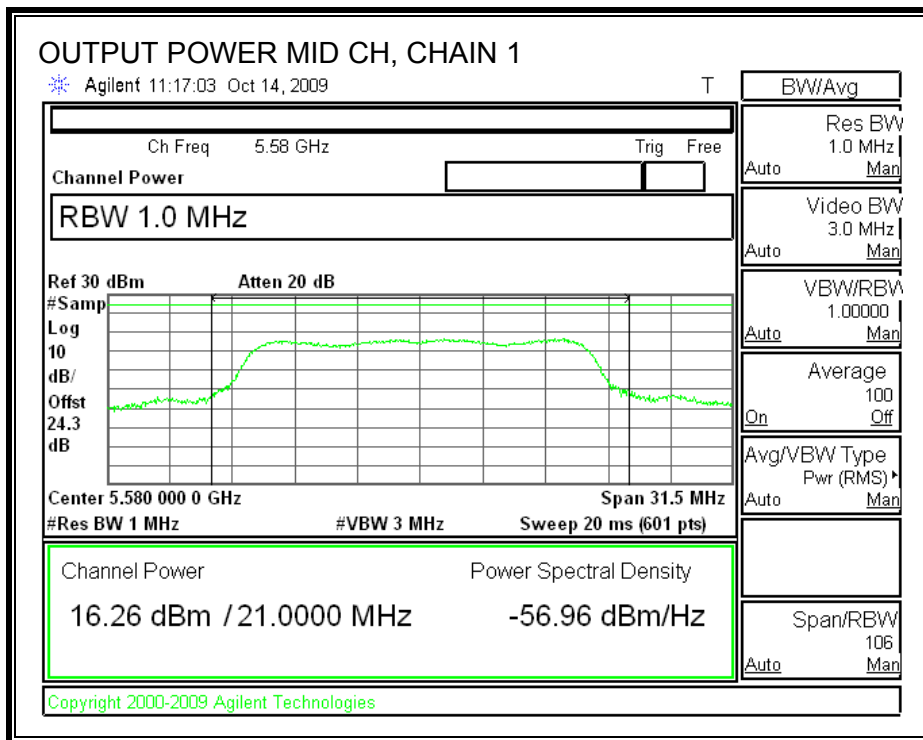 OUTPUT POWER MID CH, CHAIN 1
Agilent 11:17:03 Oct 14, 2009 T
Ch Freq 5.58 GHz Trig Free
Channel Power
RBW 1.0 MHz
Ref 30 dBm Atten 20 dB
#Samp
Log
10
dB/
Offst
24.3
dB
Center 5.580 000 0 GHz Span 31.5 MHz
#Res BW 1 MHz #VBW 3 MHz Sweep 20 ms (601 pts)
Channel Power Power Spectral Density
16.26 dBm / 21.0000 MHz -56.96 dBm/Hz
Copyright 2000-2009 Agilent Technologies
BW/Avg
Res BW
1.0 MHz
Auto Man
Video BW
3.0 MHz
Auto Man
VBW/RBW
1.00000
Auto Man
Average
100
On Off
Avg/VBW Type
Pwr (RMS)
Auto Man
Span/RBW
106
Auto Man